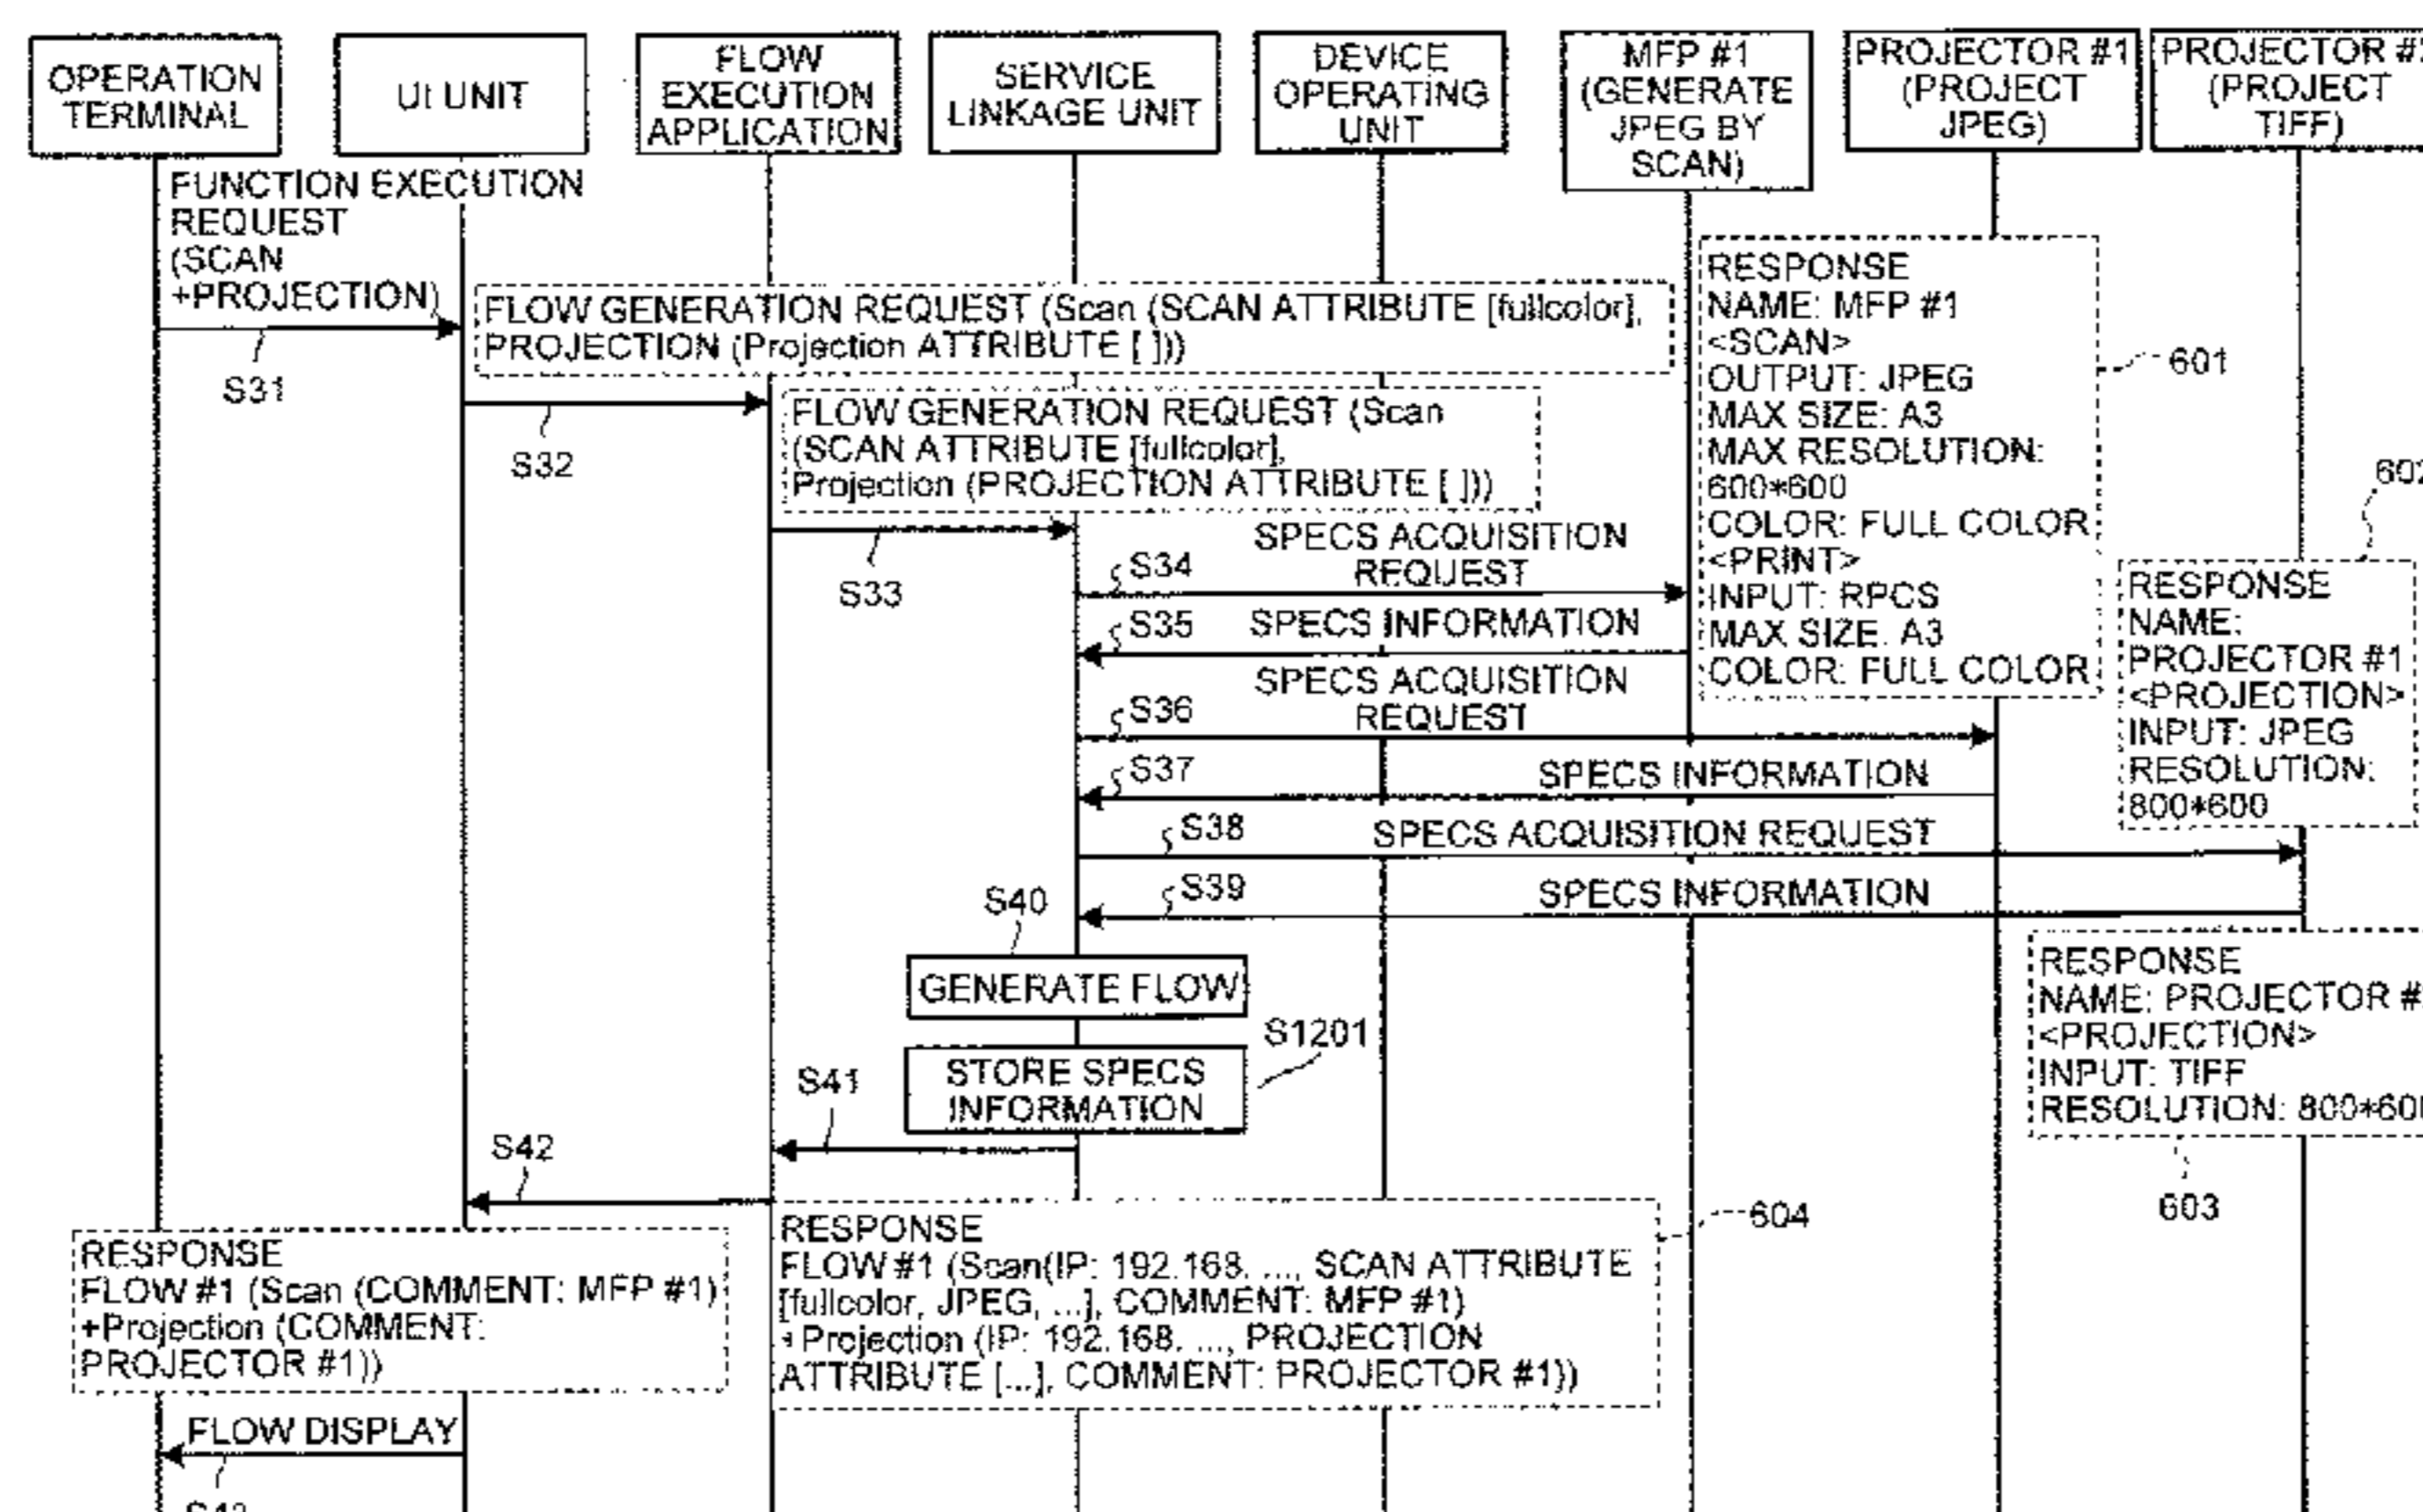 OPERATION
TERMINAL
UI UNIT
FLOW
EXECUTION
APPLICATION
SERVICE
LINKAGE UNIT
DEVICE
OPERATING
UNIT
MFP #1
(GENERATE
JPEG BY
SCAN)
PROJECTOR #1
(PROJECT
JPEG)
PROJECTOR #
(PROJECT
TIFF)
FUNCTION EXECUTION
REQUEST
(SCAN
+PROJECTION)
S31
FLOW GENERATION REQUEST (Scan (SCAN ATTRIBUTE [fullcolor],
PROJECTION (Projection ATTRIBUTE [ ]))
S32
FLOW GENERATION REQUEST (Scan
(SCAN ATTRIBUTE [fullcolor],
Projection (PROJECTION ATTRIBUTE [ ]))
S33
RESPONSE
NAME: MFP #1
<SCAN>
OUTPUT: JPEG
MAX SIZE: A3
MAX RESOLUTION:
600*600
COLOR: FULL COLOR
<PRINT>
INPUT: RPCS
MAX SIZE: A3
COLOR: FULL COLOR
601
602
S34
SPECS ACQUISITION
REQUEST
S35
SPECS INFORMATION
S36
SPECS ACQUISITION
REQUEST
S37
SPECS INFORMATION
S38
SPECS ACQUISITION REQUEST
S39
SPECS INFORMATION
RESPONSE
NAME:
PROJECTOR #1
<PROJECTION>
INPUT: JPEG
RESOLUTION:
800*600
S40
GENERATE FLOW
S1201
STORE SPECS
INFORMATION
RESPONSE
NAME: PROJECTOR #
<PROJECTION>
INPUT: TIFF
RESOLUTION: 800*600
603
S41
S42
RESPONSE
FLOW #1 (Scan (COMMENT: MFP #1)
+Projection (COMMENT:
PROJECTOR #1))
RESPONSE
FLOW #1 (Scan(IP: 192.168. ..., SCAN ATTRIBUTE
[fullcolor, JPEG, ...], COMMENT: MFP #1)
+Projection (IP: 192.168. ..., PROJECTION
ATTRIBUTE [...], COMMENT: PROJECTOR #1))
604
FLOW DISPLAY